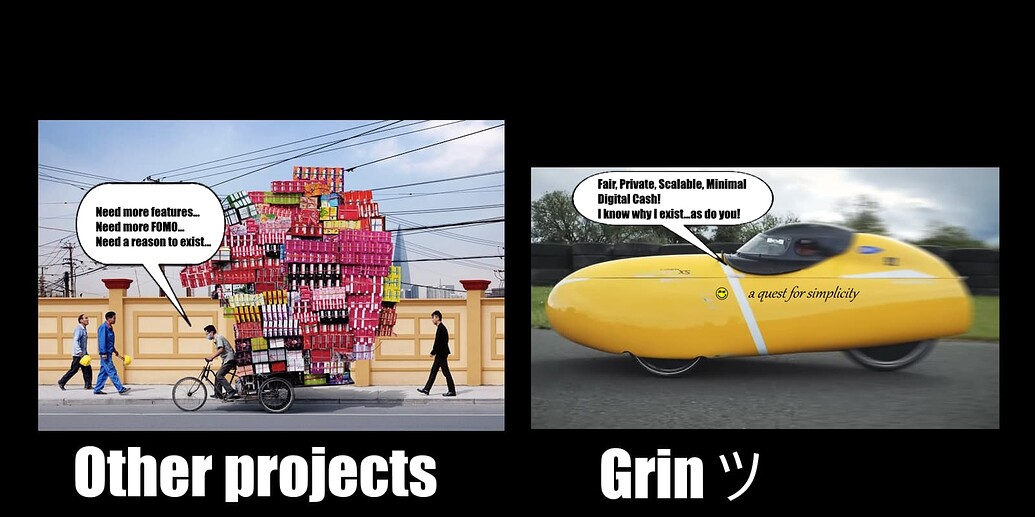 Need more features...
Need more FOMO...
Need a reason to exist...
Fair, Private, Scalable, Minimal
Digital Cash!
I know why I exist...as do you!
a quest for simplicity
Other projects
Grin ツ